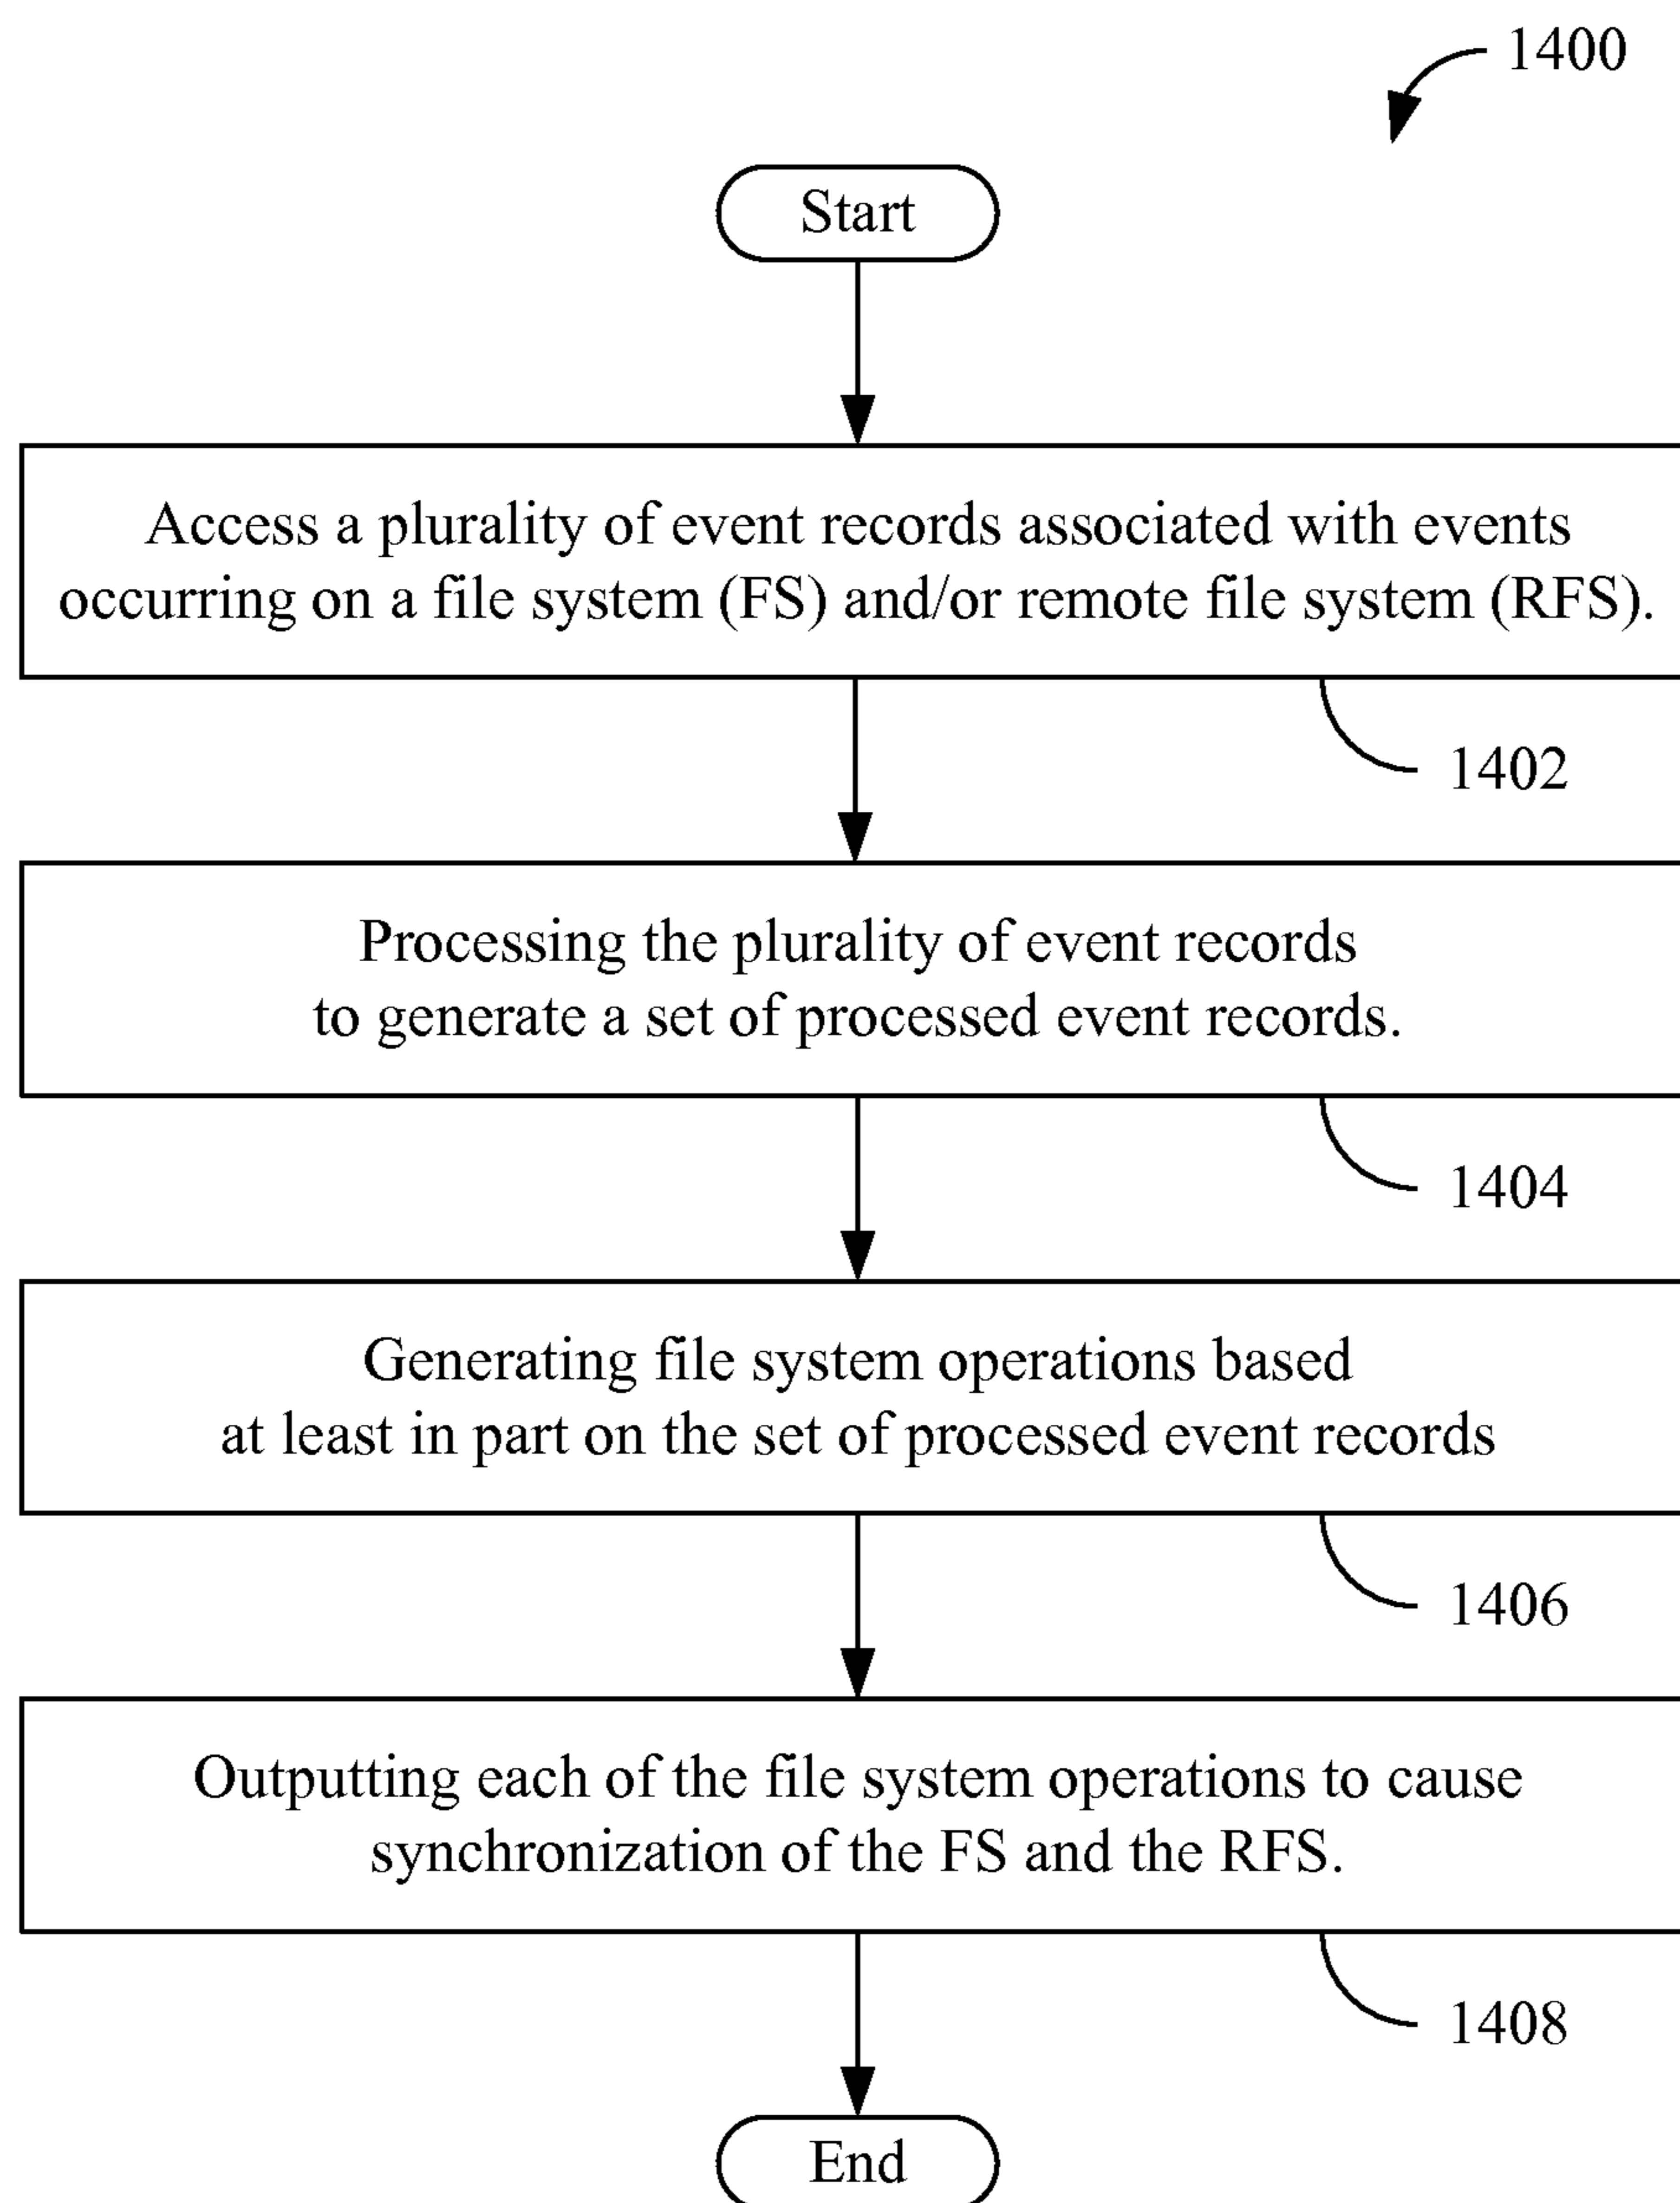 1400
Start
Access a plurality of event records associated with events
occurring on a file system (FS) and/or remote file system (RFS).
1402
Processing the plurality of event records
to generate a set of processed event records.
1404
Generating file system operations based
at least in part on the set of processed event records
1406
Outputting each of the file system operations to cause
synchronization of the FS and the RFS.
1408
End